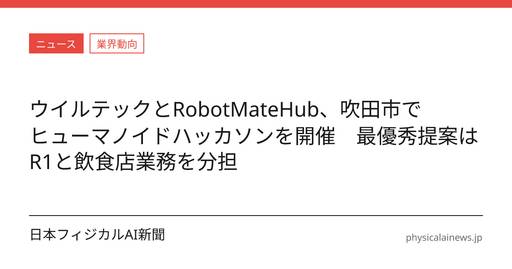 ニュース 業界動向
ウイルテックとRobotMateHub、吹田市で
ヒューマノイドハッカソンを開催　最優秀提案は
R1と飲食店業務を分担
日本フィジカルAI新聞 physicalainews.jp